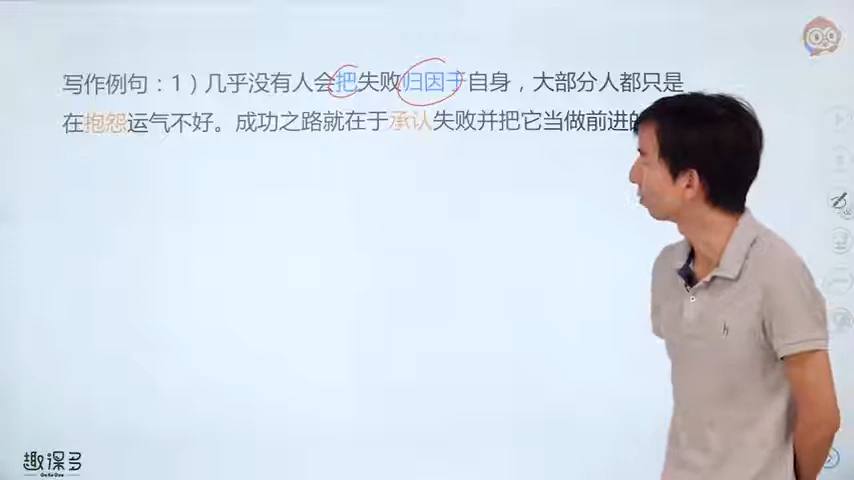 写作例句：1）几乎没有人会把失败归因于自身，大部分人都只是
在抱怨运气不好。成功之路就在于承认失败并把它当做前进的
趣课多